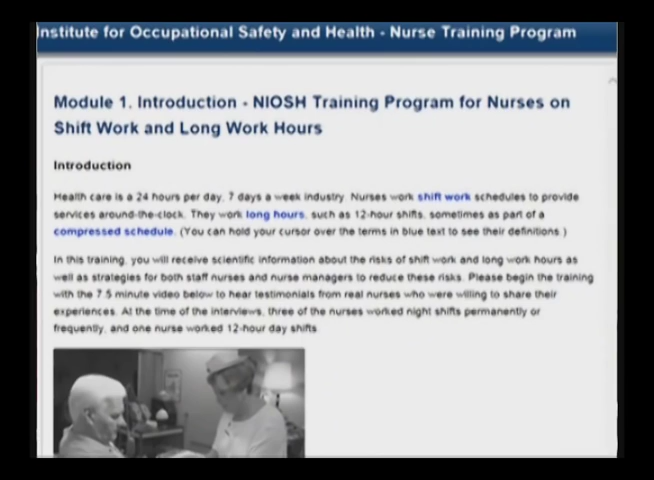 Institute for Occupational Safety and Health - Nurse Training Program
Module 1. Introduction - NIOSH Training Program for Nurses on
Shift Work and Long Work Hours
Introduction
Health care is a 24 hours per day, 7 days a week industry. Nurses work shift work schedules to provide
services around-the-clock. They work long hours, such as 12-hour shifts, sometimes as part of a
compressed schedule. (You can hold your cursor over the terms in blue text to see their definitions.)
In this training, you will receive scientific information about the risks of shift work and long work hours as
well as strategies for both staff nurses and nurse managers to reduce these risks. Please begin the training
with the 7.5 minute video below to hear testimonials from real nurses who were willing to share their
experiences. At the time of the interviews, three of the nurses worked night shifts permanently or
frequently, and one nurse worked 12-hour day shifts.